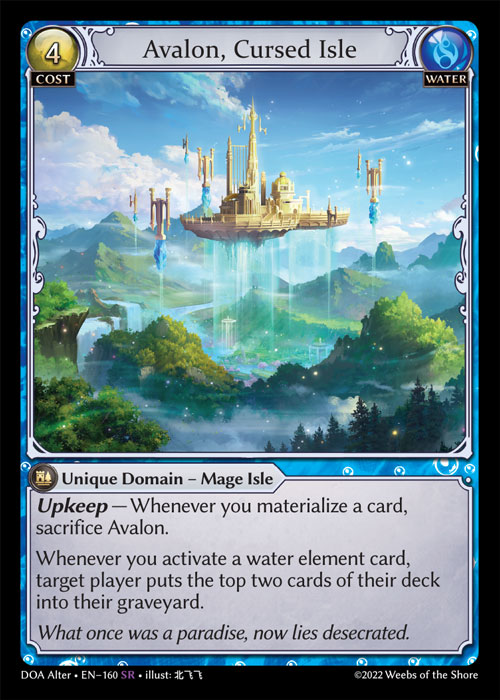 4
Avalon, Cursed Isle
COST
WATER
Unique Domain – Mage Isle
Upkeep — Whenever you materialize a card,
sacrifice Avalon.
Whenever you activate a water element card,
target player puts the top two cards of their deck
into their graveyard.
What once was a paradise, now lies desecrated.
DOA Alter • EN-160 SR • illust: 北飞飞
©2022 Weebs of the Shore